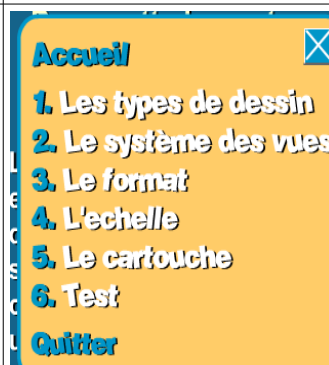 Accueil
1. Les types de dessin
2. Le système des vues
3. Le format
4. L'echelle
5. Le cartouche
6. Test
Quitter